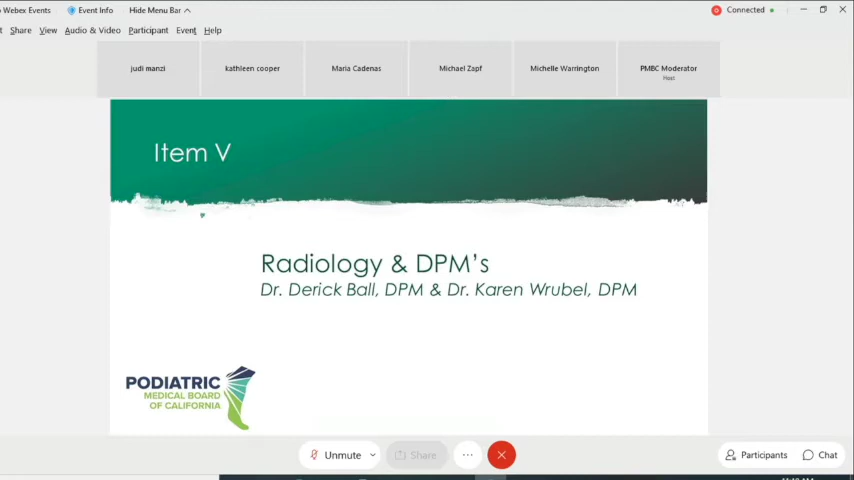 Webex Events Event Info Hide Menu Bar Connected
Share View Audio & Video Participant Event Help
judi manzi kathleen cooper Maria Cadenas Michael Zapf Michelle Warrington PMBC Moderator
Host
Item V
Radiology & DPM's
Dr. Derick Ball, DPM & Dr. Karen Wrubel, DPM
PODIATRIC
MEDICAL BOARD
OF CALIFORNIA
Unmute Share Participants Chat